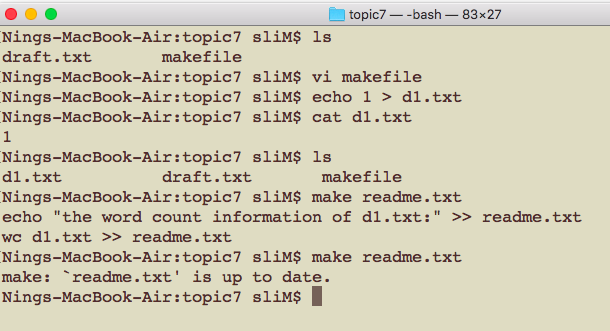 topic7 — -bash — 83×27
[Nings-MacBook-Air:topic7 sliM$ ls
draft.txt       makefile
[Nings-MacBook-Air:topic7 sliM$ vi makefile
[Nings-MacBook-Air:topic7 sliM$ echo 1 > d1.txt
[Nings-MacBook-Air:topic7 sliM$ cat d1.txt
1
[Nings-MacBook-Air:topic7 sliM$ ls
d1.txt          draft.txt       makefile
[Nings-MacBook-Air:topic7 sliM$ make readme.txt
echo "the word count information of d1.txt:" >> readme.txt
wc d1.txt >> readme.txt
[Nings-MacBook-Air:topic7 sliM$ make readme.txt
make: `readme.txt' is up to date.
Nings-MacBook-Air:topic7 sliM$